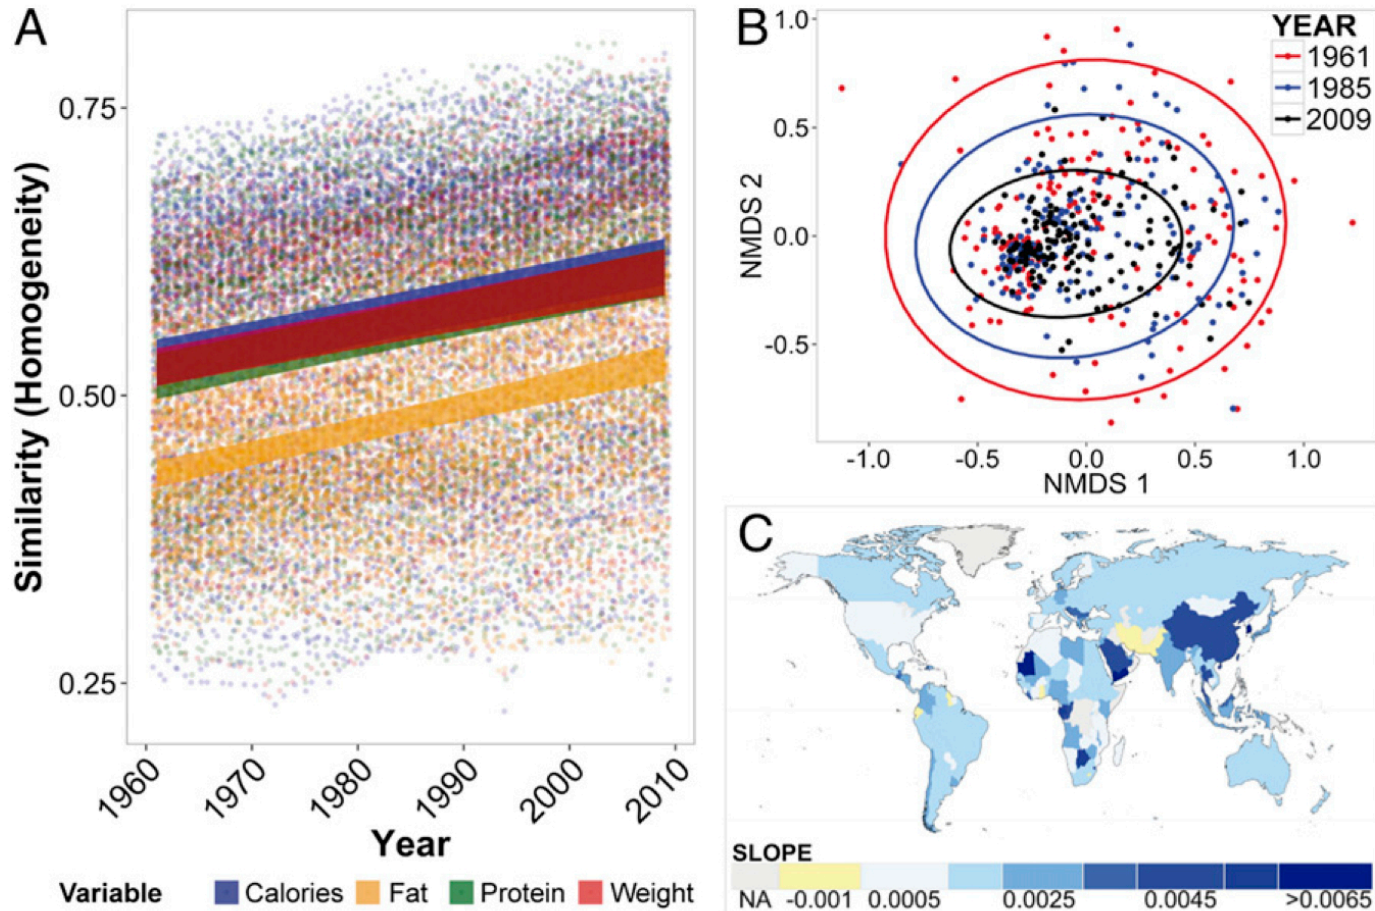 A
0.75
0.50
0.25
Similarity (Homogeneity)
1960 1970 1980 1990 2000 2010
Year
Variable Calories Fat Protein Weight
B
1.0
0.5
0.0
-0.5
NMDS 2
-1.0 -0.5 0.0 0.5 1.0
NMDS 1
YEAR
1961
1985
2009
C
SLOPE
NA -0.001 0.0005 0.0025 0.0045 >0.0065